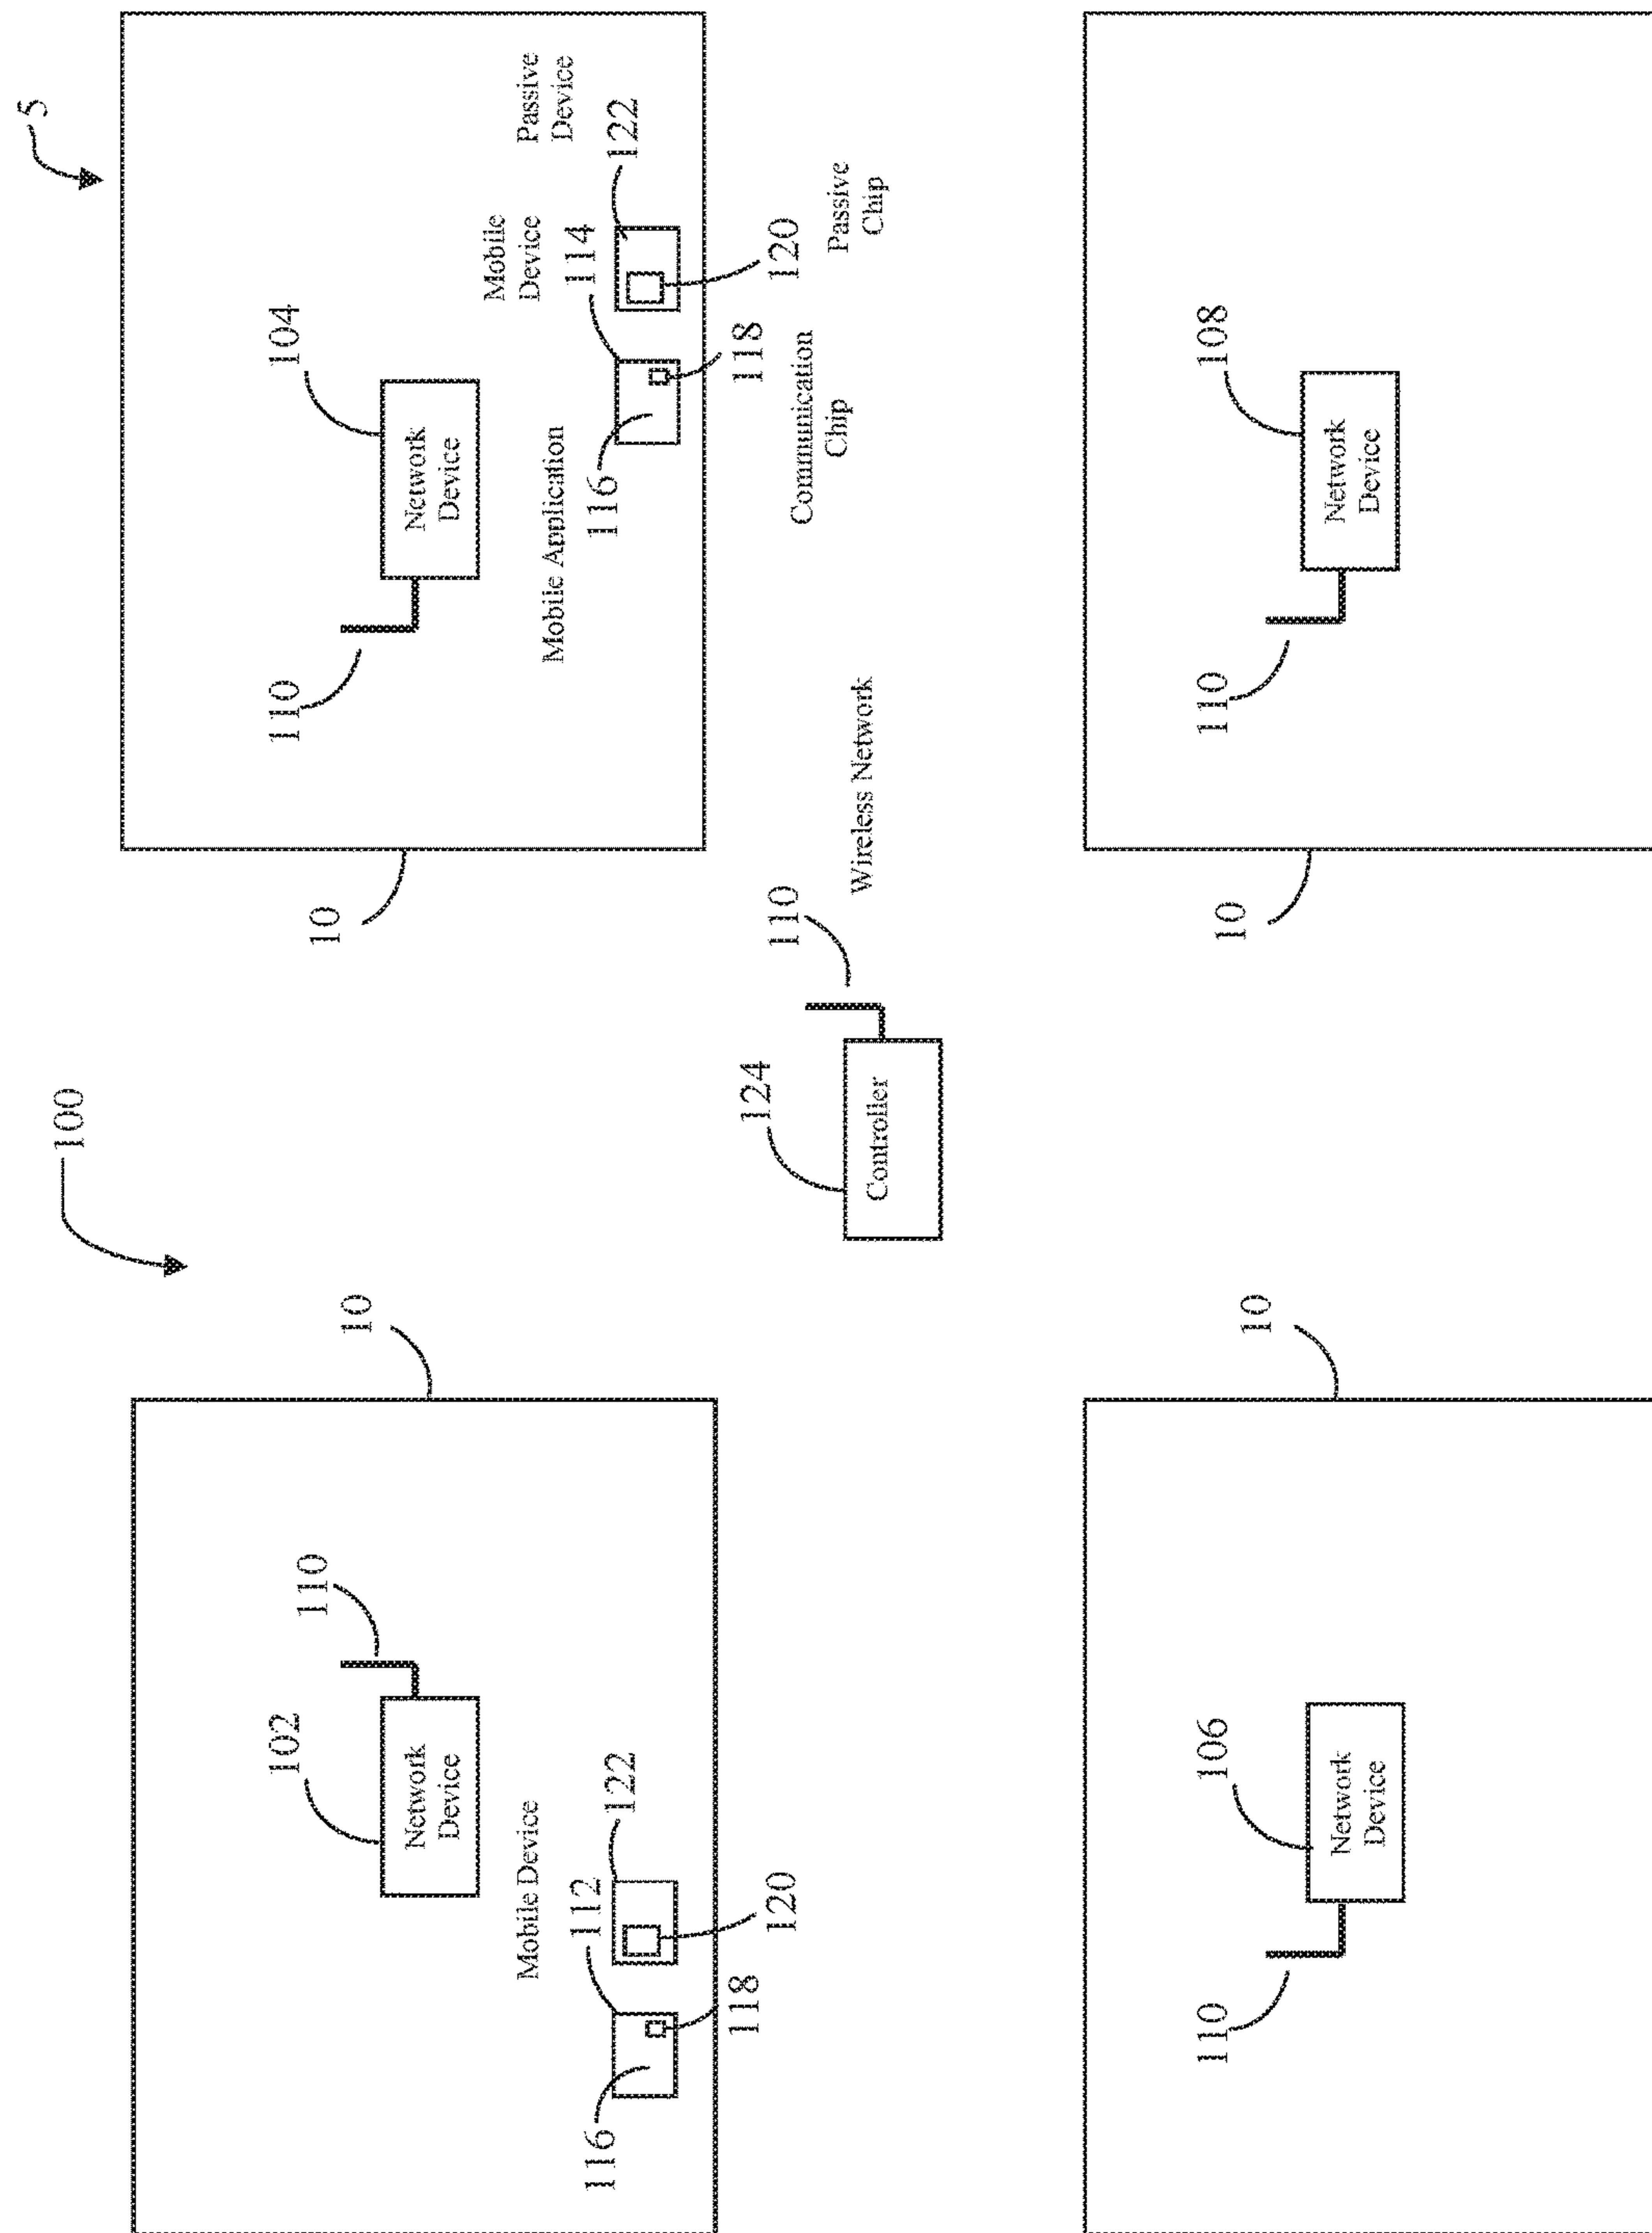 5
100
102
110
Network
Device
10
Mobile Device
116
112
122
118
120
10
110
104
Network
Device
Mobile Application
116
Mobile
Device
114
Passive
Device
122
118
120
Communication
Chip
Passive
Chip
124
Controller
110
Wireless Network
110
106
Network
Device
10
10
110
108
Network
Device